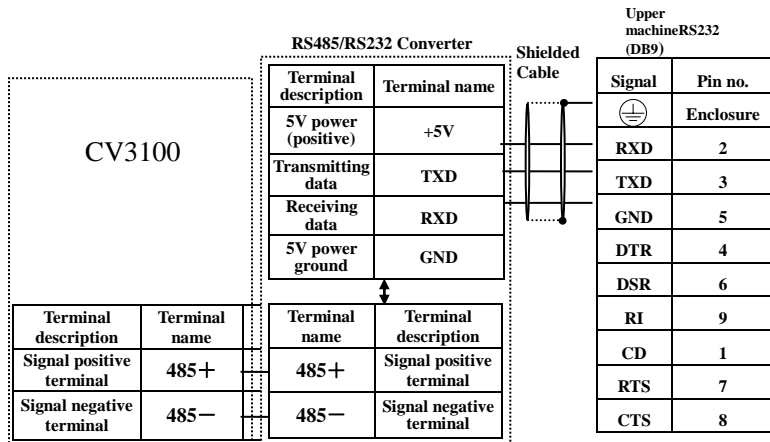 Upper
machineRS232
(DB9)
RS485/RS232 Converter
Shielded
Cable
CV3100
Terminal
description
Terminal name
5V power
(positive)
+5V
Transmitting
data
TXD
Receiving
data
RXD
5V power
ground
GND
Signal
Pin no.
Enclosure
RXD
2
TXD
3
GND
5
DTR
4
DSR
6
RI
9
CD
1
RTS
7
CTS
8
Terminal
description
Terminal
name
Signal positive
terminal
485+
Signal negative
terminal
485-
Terminal
name
Terminal
description
485+
Signal positive
terminal
485-
Signal negative
terminal